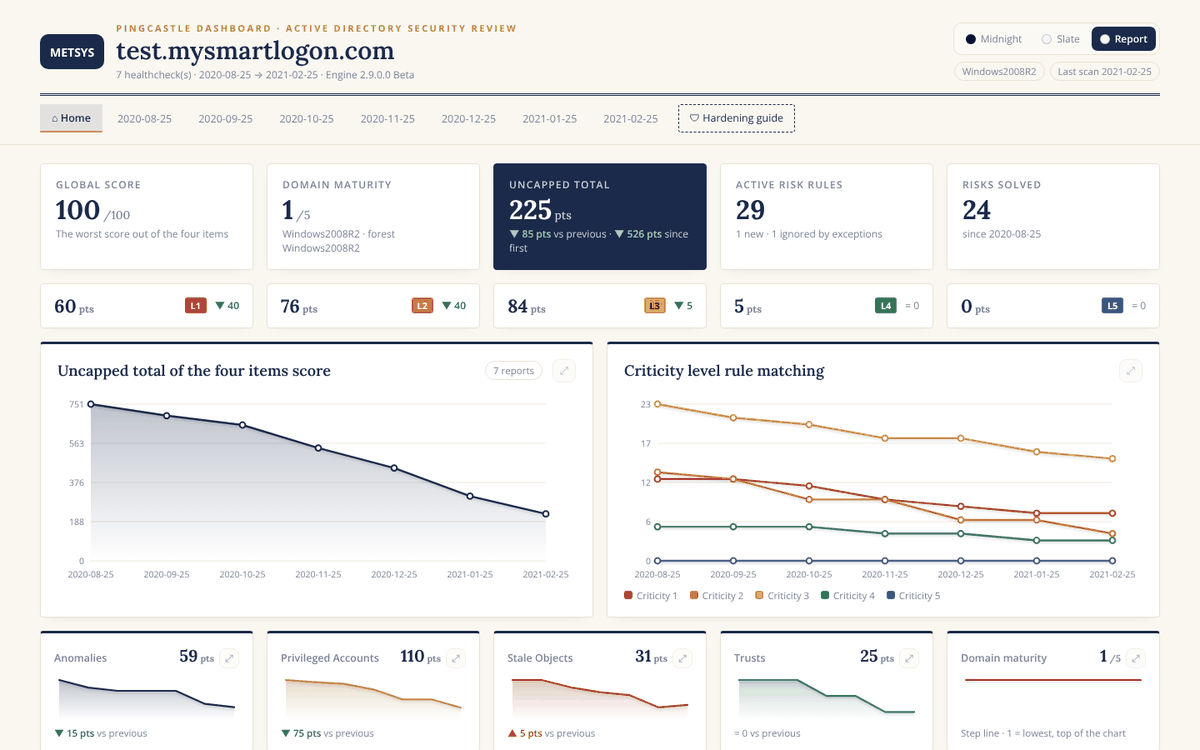 METSYS
PINGCASTLE DASHBOARD · ACTIVE DIRECTORY SECURITY REVIEW
test.mysmartlogon.com
7 healthcheck(s) · 2020-08-25 → 2021-02-25 · Engine 2.9.0.0 Beta
Midnight Slate Report
Windows2008R2 Last scan 2021-02-25
⌂ Home 2020-08-25 2020-09-25 2020-10-25 2020-11-25 2020-12-25 2021-01-25 2021-02-25 🛡 Hardening guide
GLOBAL SCORE
100 /100
The worst score out of the four items
DOMAIN MATURITY
1 /5
Windows2008R2 · forest
Windows2008R2
UNCAPPED TOTAL
225 pts
▼ 85 pts vs previous · ▼ 526 pts since
first
ACTIVE RISK RULES
29
1 new · 1 ignored by exceptions
RISKS SOLVED
24
since 2020-08-25
60 pts L1 ▼ 40
76 pts L2 ▼ 40
84 pts L3 ▼ 5
5 pts L4 = 0
0 pts L5 = 0
Uncapped total of the four items score
7 reports
751
563
376
188
0
2020-08-25 2020-09-25 2020-10-25 2020-11-25 2020-12-25 2021-01-25 2021-02-25
Criticity level rule matching
23
17
12
6
0
2020-08-25 2020-09-25 2020-10-25 2020-11-25 2020-12-25 2021-01-25 2021-02-25
Criticity 1 Criticity 2 Criticity 3 Criticity 4 Criticity 5
Anomalies 59 pts
▼ 15 pts vs previous
Privileged Accounts 110 pts
▼ 75 pts vs previous
Stale Objects 31 pts
▲ 5 pts vs previous
Trusts 25 pts
= 0 vs previous
Domain maturity 1 /5
Step line · 1 = lowest, top of the chart